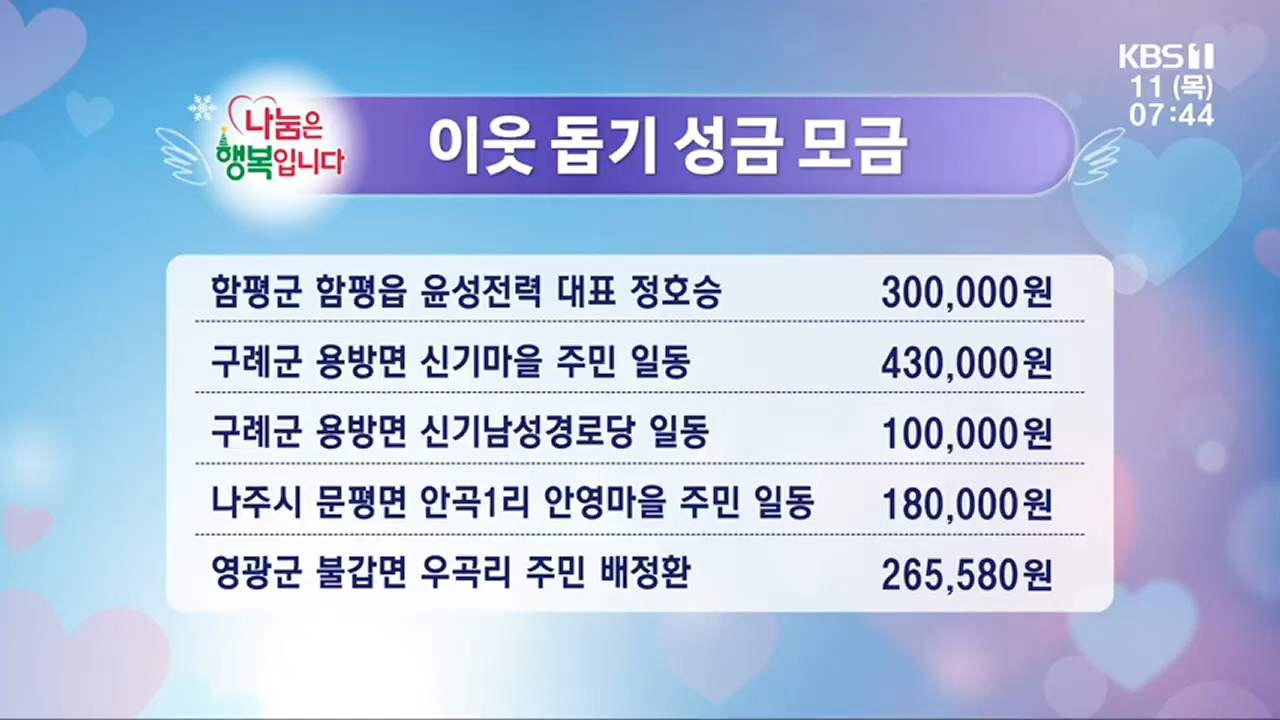 KBS 1
11 (목)
07:44
나눔은
행복입니다
이웃 돕기 성금 모금
함평군 함평읍 윤성전력 대표 정호승 300,000원
구례군 용방면 신기마을 주민 일동 430,000원
구례군 용방면 신기남성경로당 일동 100,000원
나주시 문평면 안곡1리 안영마을 주민 일동 180,000원
영광군 불갑면 우곡리 주민 배정환 265,580원